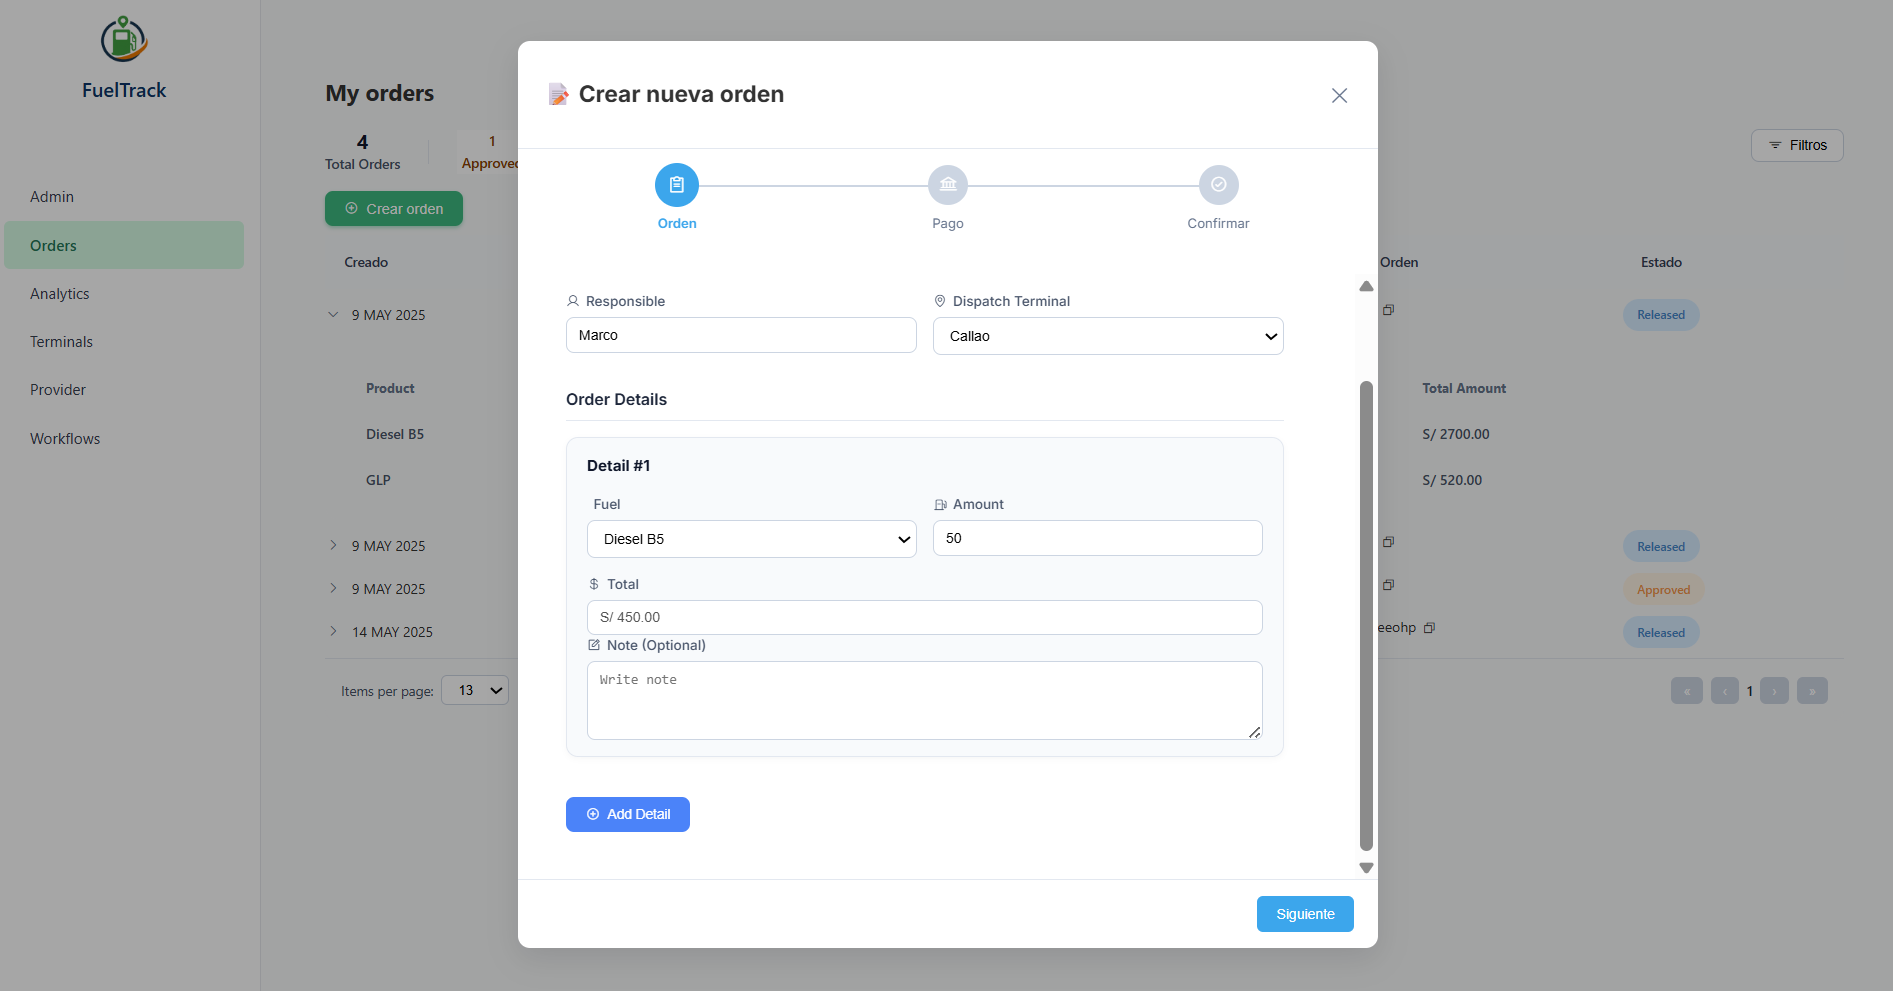 FuelTrack
Admin
Orders
Analytics
Terminals
Provider
Workflows
My orders
4
Total Orders
1
Approved
Filtros
Crear orden
Creado
Orden
Estado
9 MAY 2025
Released
Product
Total Amount
Diesel B5
S/ 2700.00
GLP
S/ 520.00
9 MAY 2025
Released
9 MAY 2025
Approved
14 MAY 2025
eeohp
Released
Items per page:
13
«
‹
1
›
»
Crear nueva orden
Orden
Pago
Confirmar
Responsible
Dispatch Terminal
Marco
Callao
Order Details
Detail #1
Fuel
Amount
Diesel B5
50
$ Total
S/ 450.00
Note (Optional)
Write note
Add Detail
Siguiente